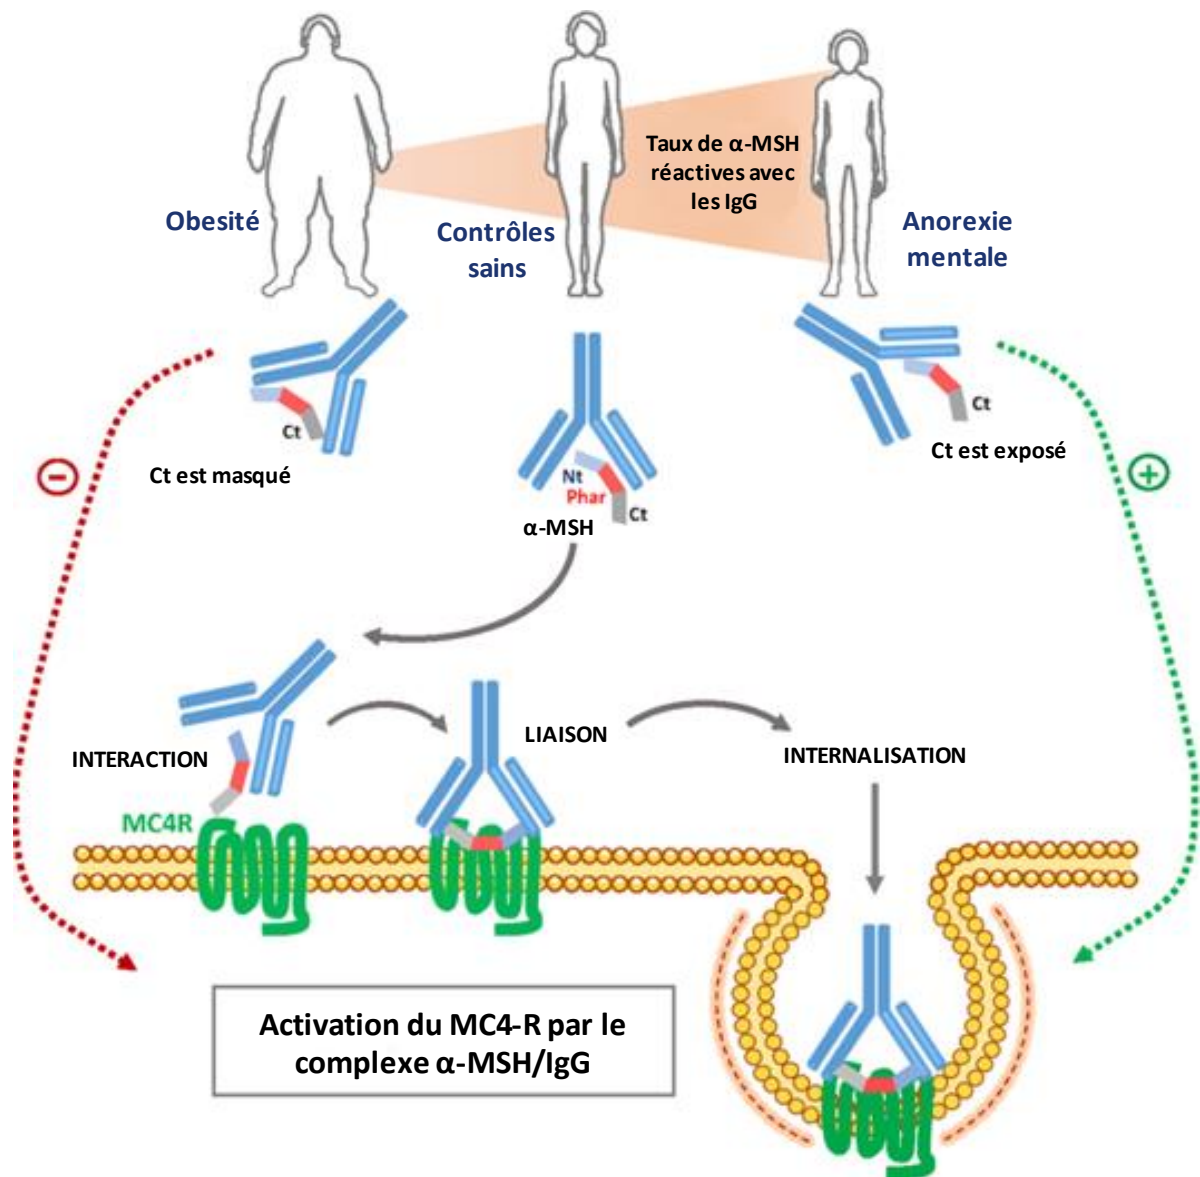 Taux de α-MSH
réactives avec
les IgG
Obesité
Contrôles
sains
Anorexie
mentale
Ct
Ct est masqué
Nt
Phar
Ct
α-MSH
Ct
Ct est exposé
INTERACTION
LIAISON
INTERNALISATION
MC4R
Activation du MC4-R par le
complexe α-MSH/IgG